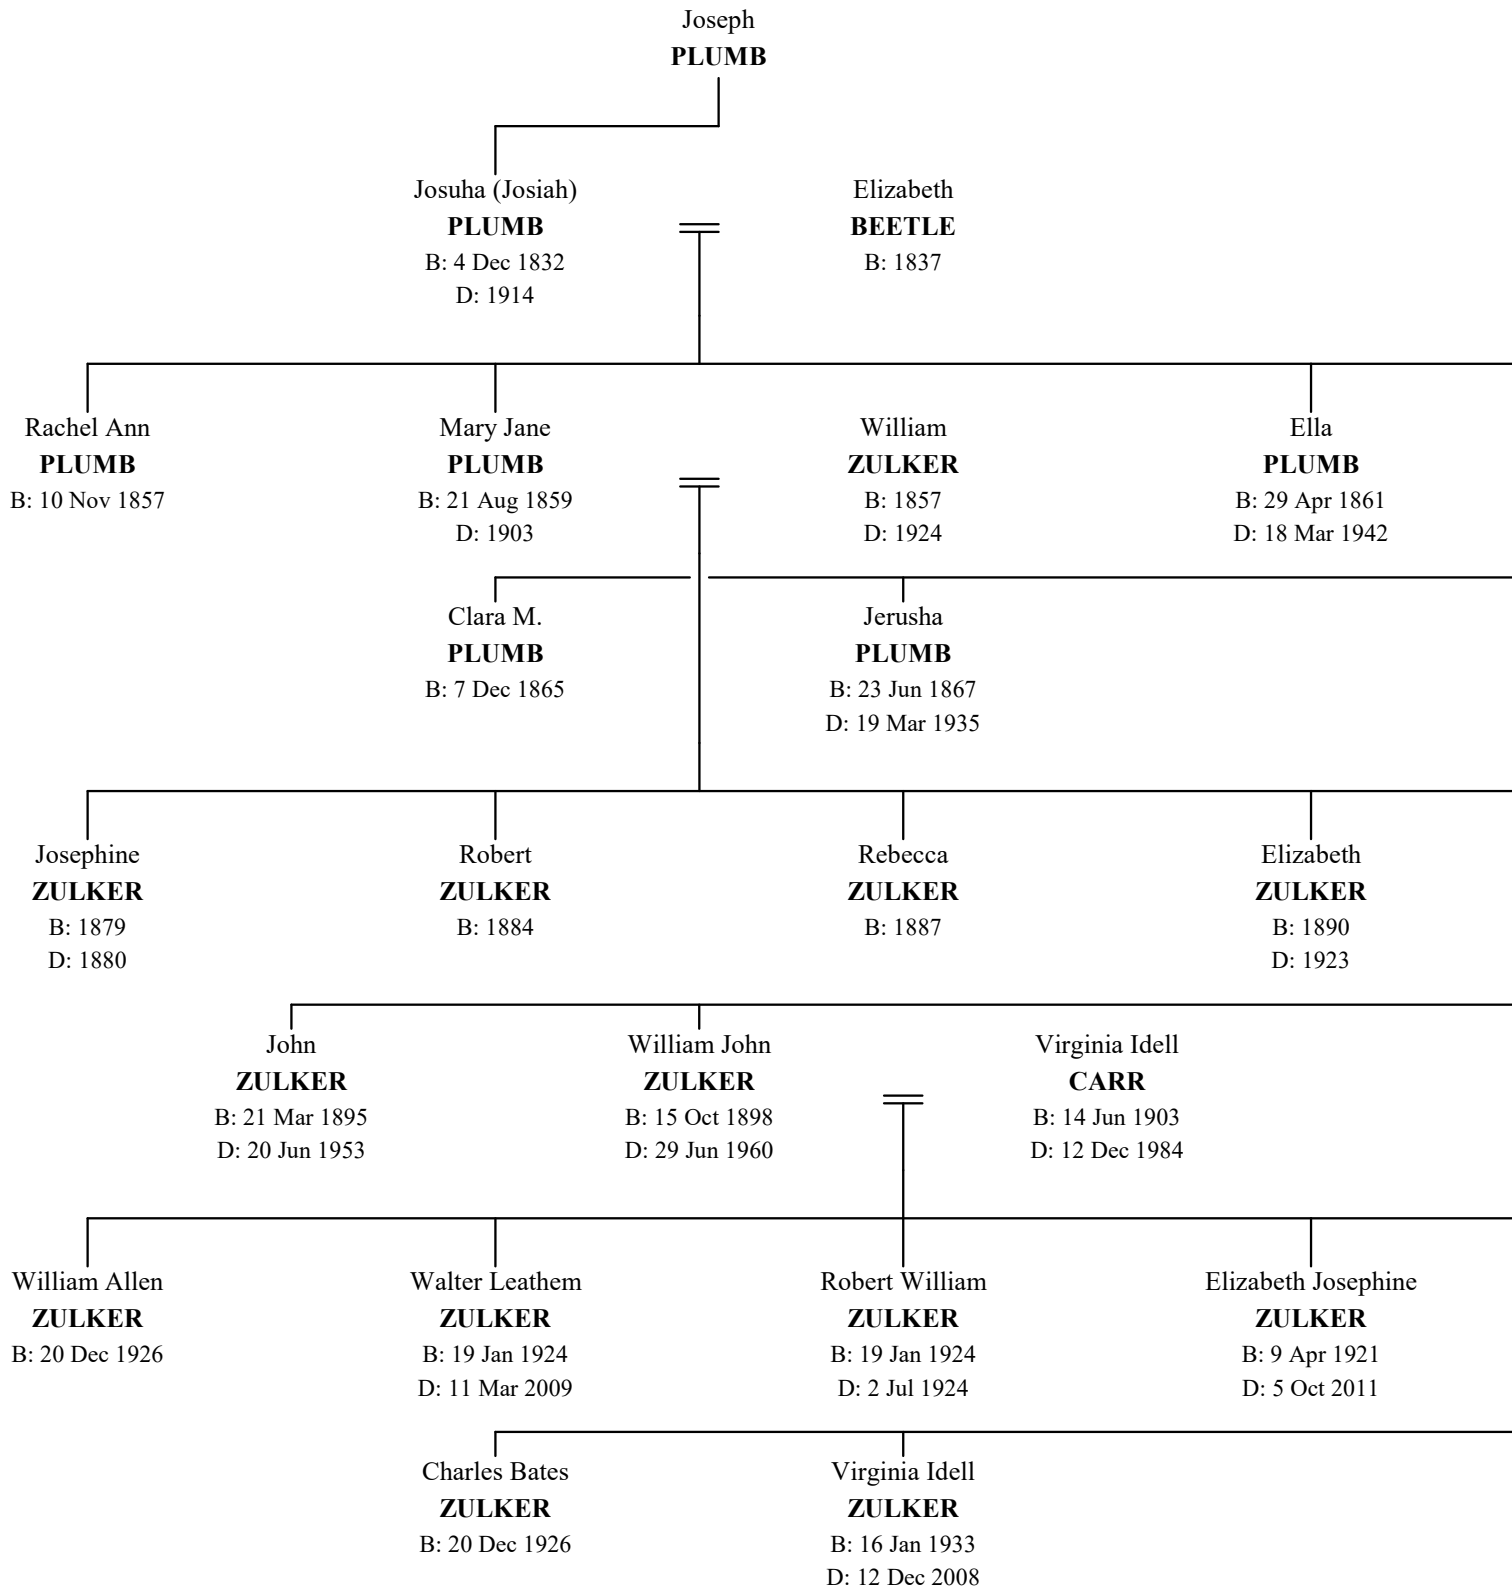 Joseph
PLUMB
Josuha (Josiah)
PLUMB
B: 4 Dec 1832
D: 1914
Elizabeth
BEETLE
B: 1837
Rachel Ann
PLUMB
B: 10 Nov 1857
Mary Jane
PLUMB
B: 21 Aug 1859
D: 1903
William
ZULKER
B: 1857
D: 1924
Ella
PLUMB
B: 29 Apr 1861
D: 18 Mar 1942
Clara M.
PLUMB
B: 7 Dec 1865
Jerusha
PLUMB
B: 23 Jun 1867
D: 19 Mar 1935
Josephine
ZULKER
B: 1879
D: 1880
Robert
ZULKER
B: 1884
Rebecca
ZULKER
B: 1887
Elizabeth
ZULKER
B: 1890
D: 1923
John
ZULKER
B: 21 Mar 1895
D: 20 Jun 1953
William John
ZULKER
B: 15 Oct 1898
D: 29 Jun 1960
Virginia Idell
CARR
B: 14 Jun 1903
D: 12 Dec 1984
William Allen
ZULKER
B: 20 Dec 1926
Walter Leathem
ZULKER
B: 19 Jan 1924
D: 11 Mar 2009
Robert William
ZULKER
B: 19 Jan 1924
D: 2 Jul 1924
Elizabeth Josephine
ZULKER
B: 9 Apr 1921
D: 5 Oct 2011
Charles Bates
ZULKER
B: 20 Dec 1926
Virginia Idell
ZULKER
B: 16 Jan 1933
D: 12 Dec 2008